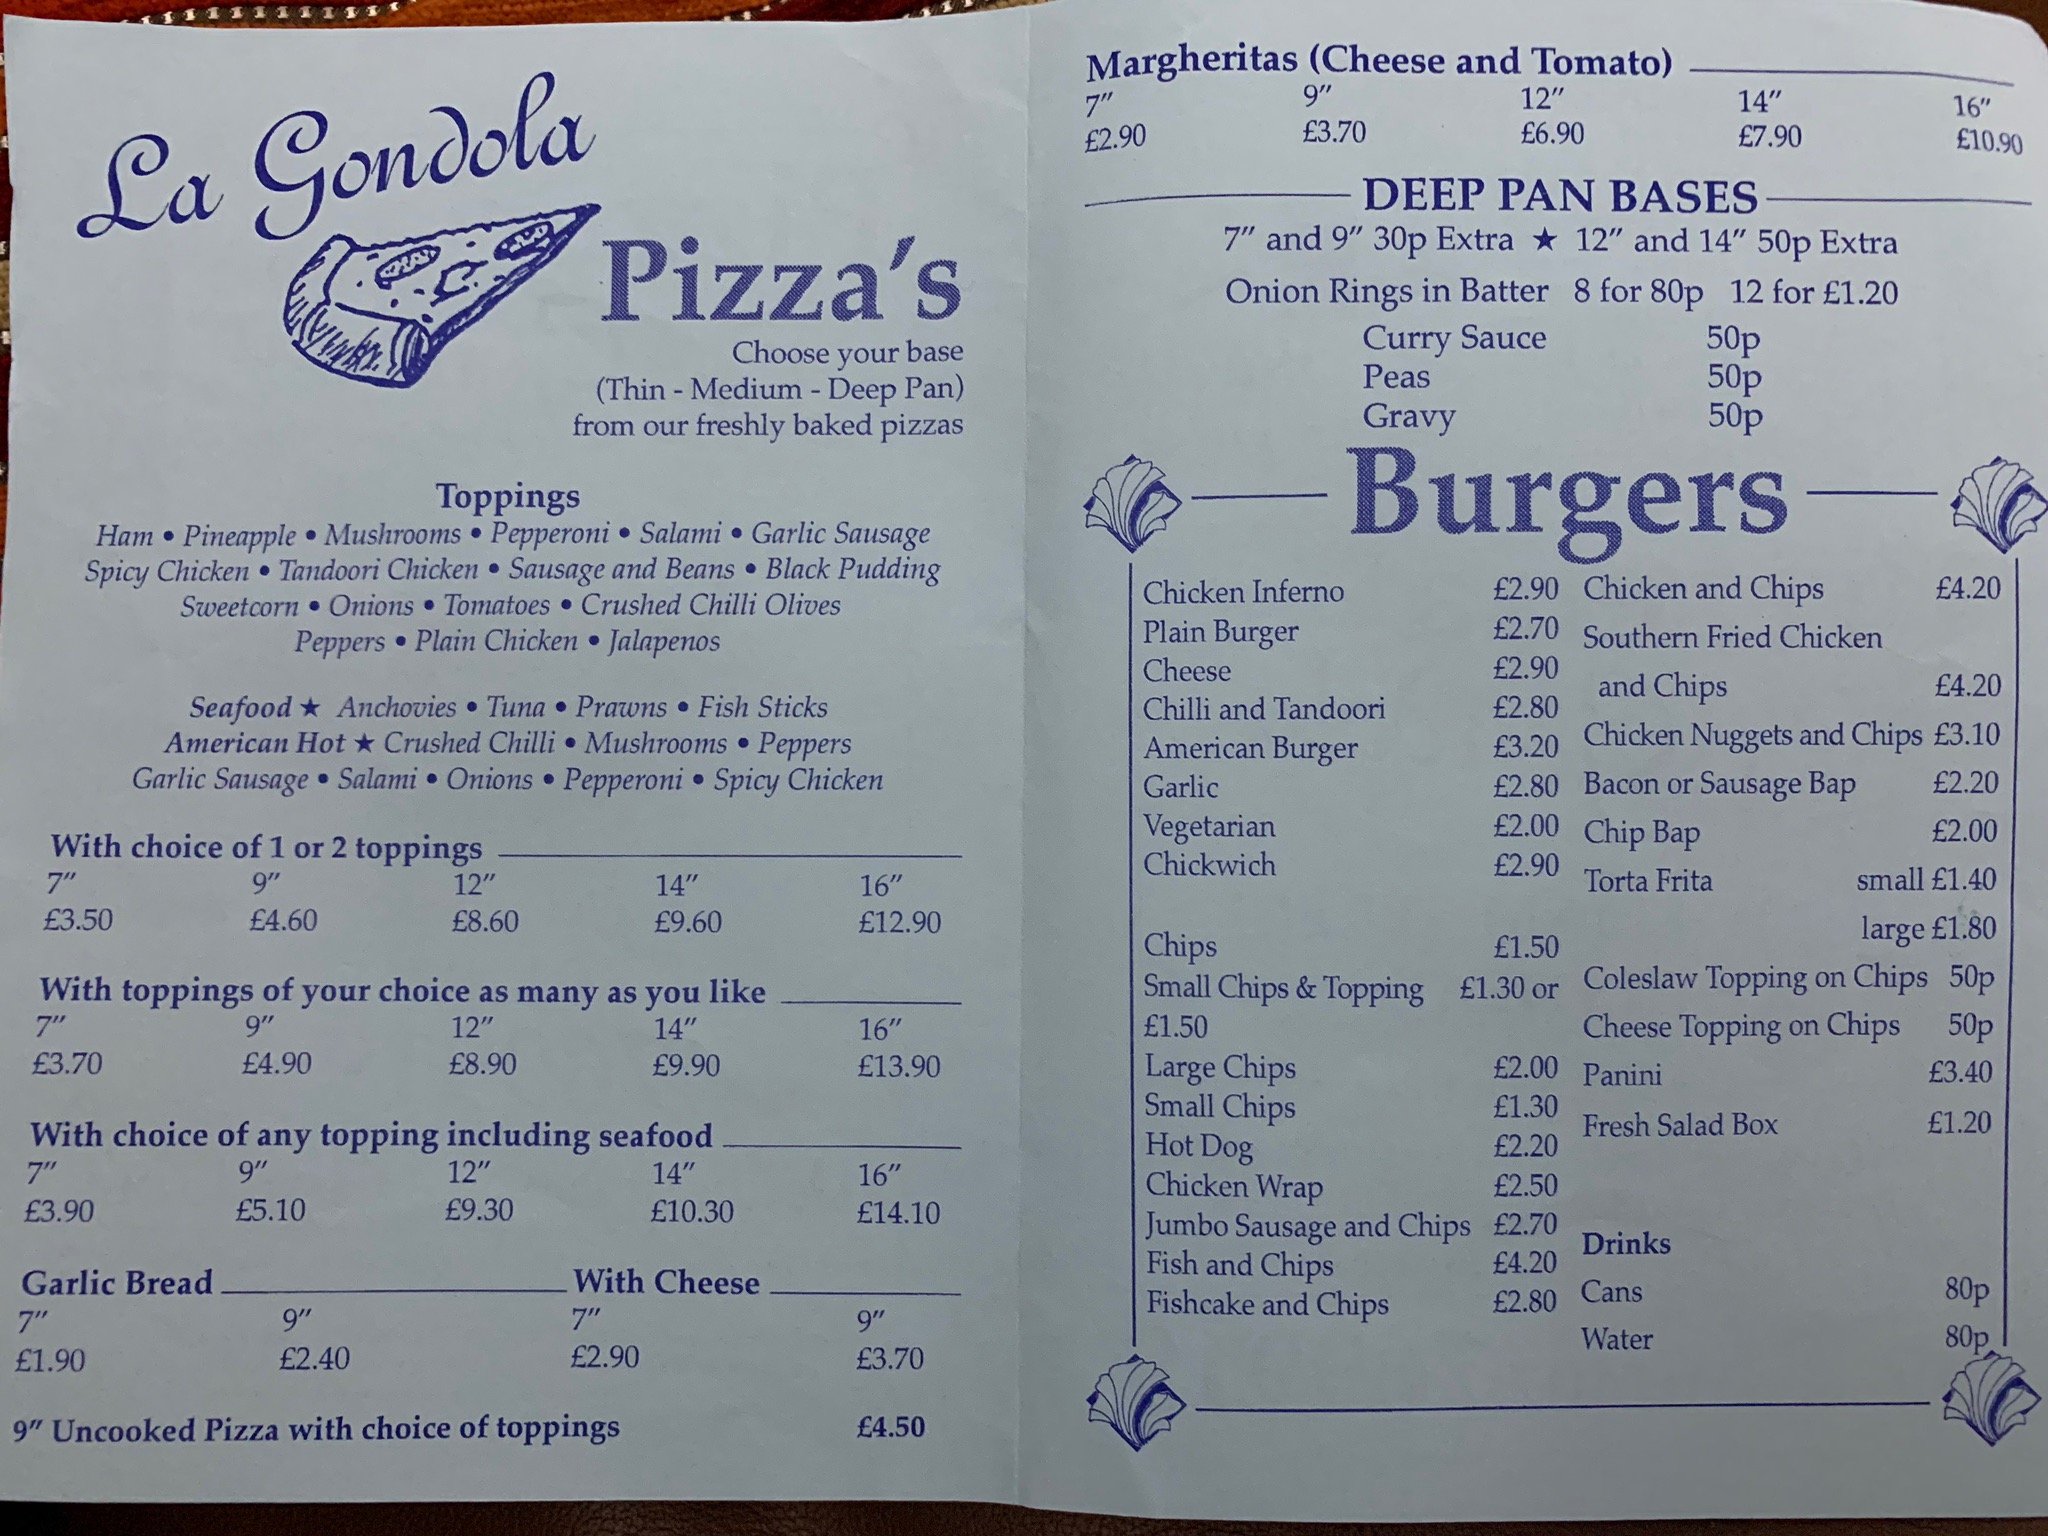 La Gondola
Pizza's
Choose your base
(Thin - Medium - Deep Pan)
from our freshly baked pizzas
Toppings
Ham • Pineapple • Mushrooms • Pepperoni • Salami • Garlic Sausage
Spicy Chicken • Tandoori Chicken • Sausage and Beans • Black Pudding
Sweetcorn • Onions • Tomatoes • Crushed Chilli Olives
Peppers • Plain Chicken • Jalapenos
Seafood ★ Anchovies • Tuna • Prawns • Fish Sticks
American Hot ★ Crushed Chilli • Mushrooms • Peppers
Garlic Sausage • Salami • Onions • Pepperoni • Spicy Chicken
With choice of 1 or 2 toppings
7" 9" 12" 14" 16"
£3.50 £4.60 £8.60 £9.60 £12.90
With toppings of your choice as many as you like
7" 9" 12" 14" 16"
£3.70 £4.90 £8.90 £9.90 £13.90
With choice of any topping including seafood
7" 9" 12" 14" 16"
£3.90 £5.10 £9.30 £10.30 £14.10
Garlic Bread With Cheese
7" 9" 7" 9"
£1.90 £2.40 £2.90 £3.70
9" Uncooked Pizza with choice of toppings £4.50
Margheritas (Cheese and Tomato)
7" 9" 12" 14" 16"
£2.90 £3.70 £6.90 £7.90 £10.90
DEEP PAN BASES
7" and 9" 30p Extra ★ 12" and 14" 50p Extra
Onion Rings in Batter 8 for 80p 12 for £1.20
Curry Sauce 50p
Peas 50p
Gravy 50p
Burgers
Chicken Inferno £2.90
Plain Burger £2.70
Cheese £2.90
Chilli and Tandoori £2.80
American Burger £3.20
Garlic £2.80
Vegetarian £2.00
Chickwich £2.90
Chips £1.50
Small Chips & Topping £1.30 or
£1.50
Large Chips £2.00
Small Chips £1.30
Hot Dog £2.20
Chicken Wrap £2.50
Jumbo Sausage and Chips £2.70
Fish and Chips £4.20
Fishcake and Chips £2.80
Chicken and Chips £4.20
Southern Fried Chicken
and Chips £4.20
Chicken Nuggets and Chips £3.10
Bacon or Sausage Bap £2.20
Chip Bap £2.00
Torta Frita small £1.40
large £1.80
Coleslaw Topping on Chips 50p
Cheese Topping on Chips 50p
Panini £3.40
Fresh Salad Box £1.20
Drinks
Cans 80p
Water 80p